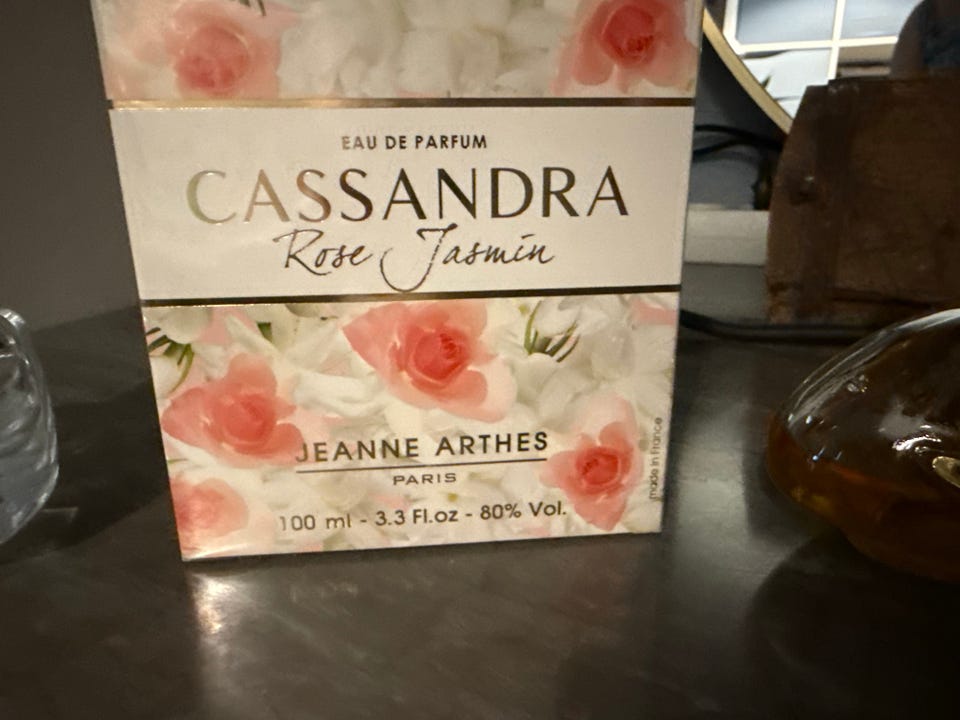 EAU DE PARFUM
CASSANDRA
Rose Jasmin
JEANNE ARTHES
PARIS
100 ml - 3.3 Fl.oz - 80% Vol.
made in France